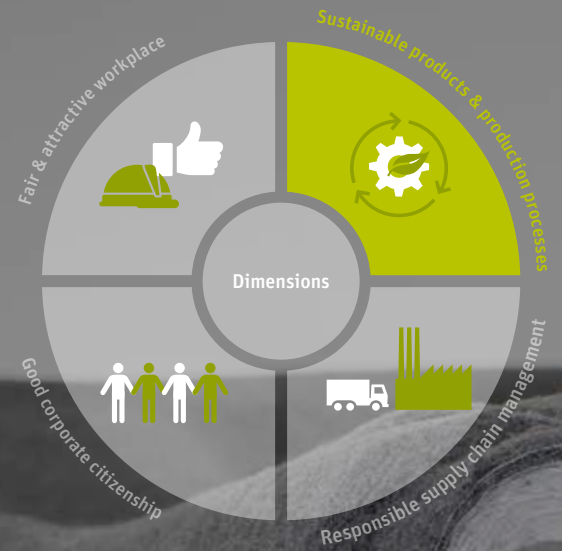 Fair & attractive workplace
Sustainable products & production processes
Dimensions
Good corporate citizenship
Responsible supply chain management